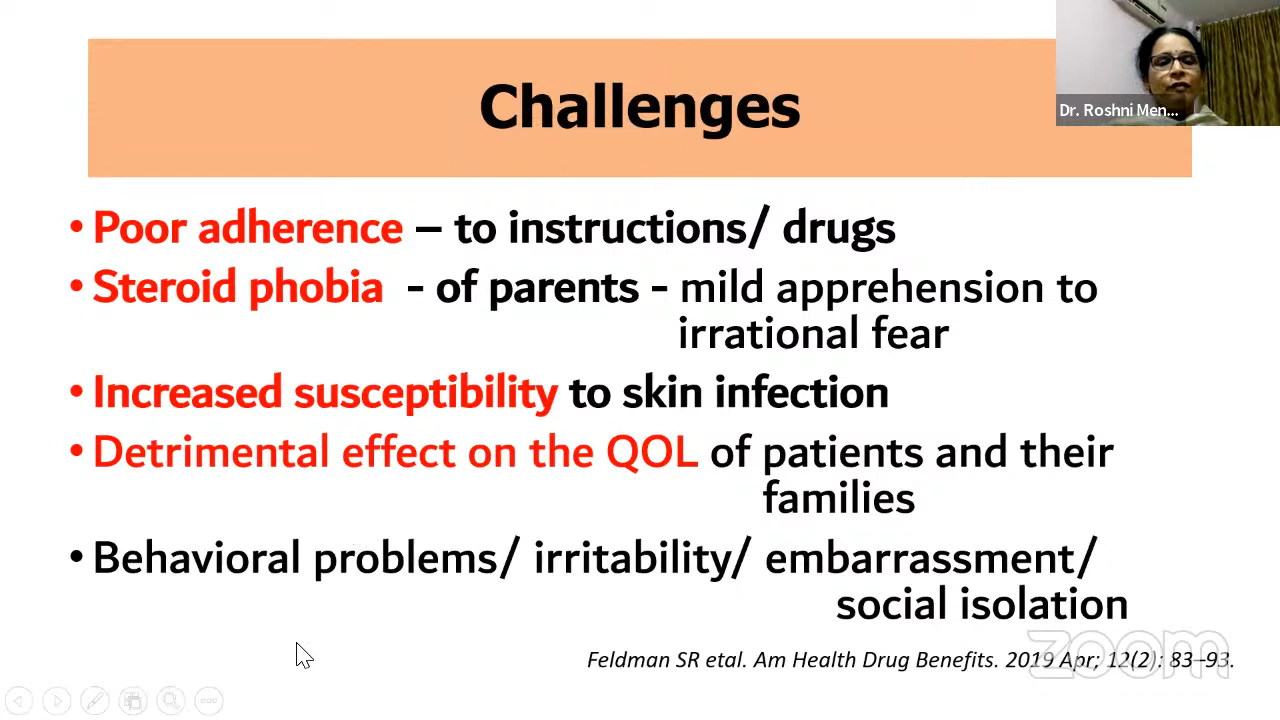 Challenges
Dr. Roshni Men...
• Poor adherence – to instructions/ drugs
• Steroid phobia - of parents - mild apprehension to
irrational fear
• Increased susceptibility to skin infection
• Detrimental effect on the QOL of patients and their
families
• Behavioral problems/ irritability/ embarrassment/
social isolation
zoom
Feldman SR etal. Am Health Drug Benefits. 2019 Apr; 12(2): 83–93.